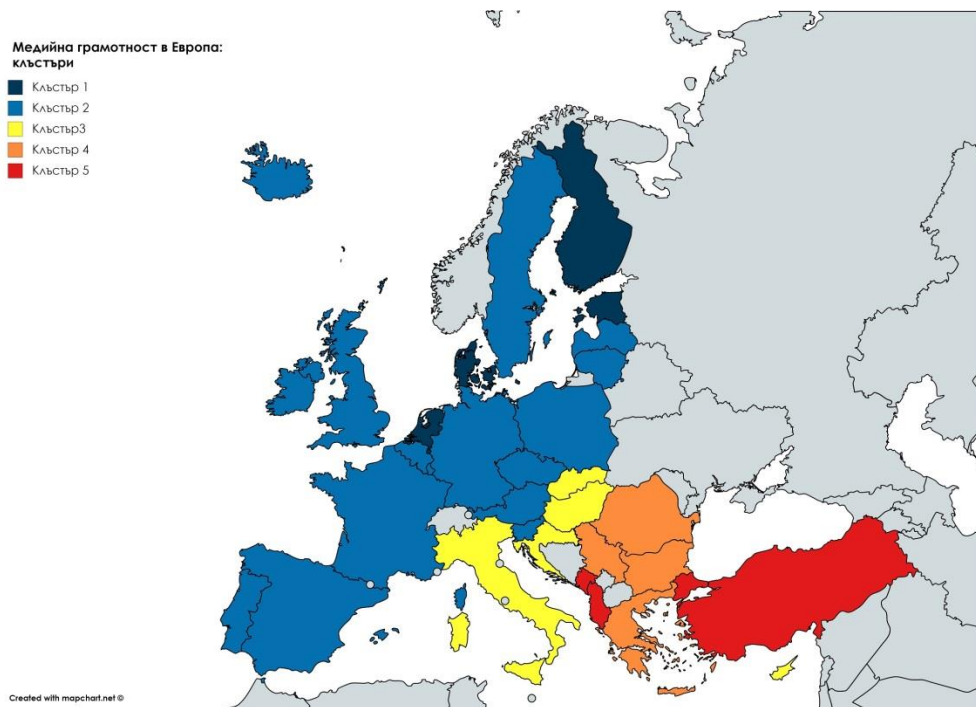 Медийна грамотност в Европа:
клъстъри
Клъстър 1
Клъстър 2
Клъстър3
Клъстър 4
Клъстър 5
Created with mapchart.net ©